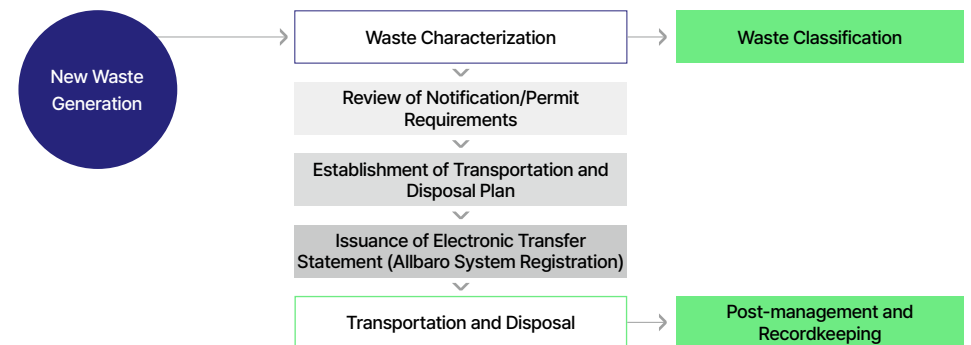 New Waste
Generation
Waste Characterization
Waste Classification
Review of Notification/Permit
Requirements
Establishment of Transportation and
Disposal Plan
Issuance of Electronic Transfer
Statement (Allbaro System Registration)
Transportation and Disposal
Post-management and
Recordkeeping